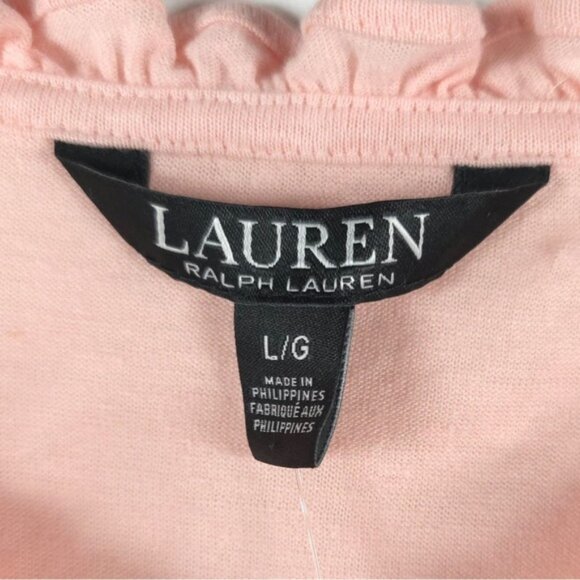 LAUREN
RALPH LAUREN
L/G
MADE IN
PHILIPPINES
FABRIQUÉ AUX
PHILIPPINES